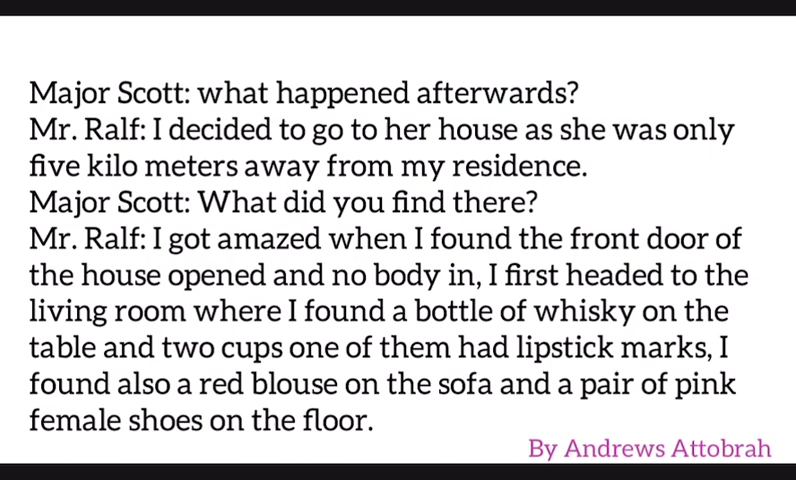 Major Scott: what happened afterwards?
Mr. Ralf: I decided to go to her house as she was only
five kilo meters away from my residence.
Major Scott: What did you find there?
Mr. Ralf: I got amazed when I found the front door of
the house opened and no body in, I first headed to the
living room where I found a bottle of whisky on the
table and two cups one of them had lipstick marks, I
found also a red blouse on the sofa and a pair of pink
female shoes on the floor.
By Andrews Attobrah